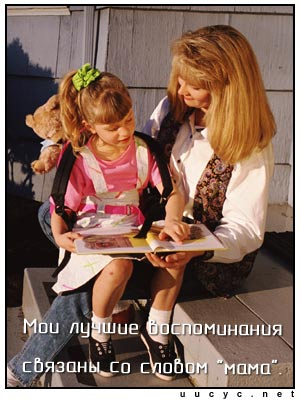 Мои лучшие воспоминания
связаны со словом "мама"
uucyc.net